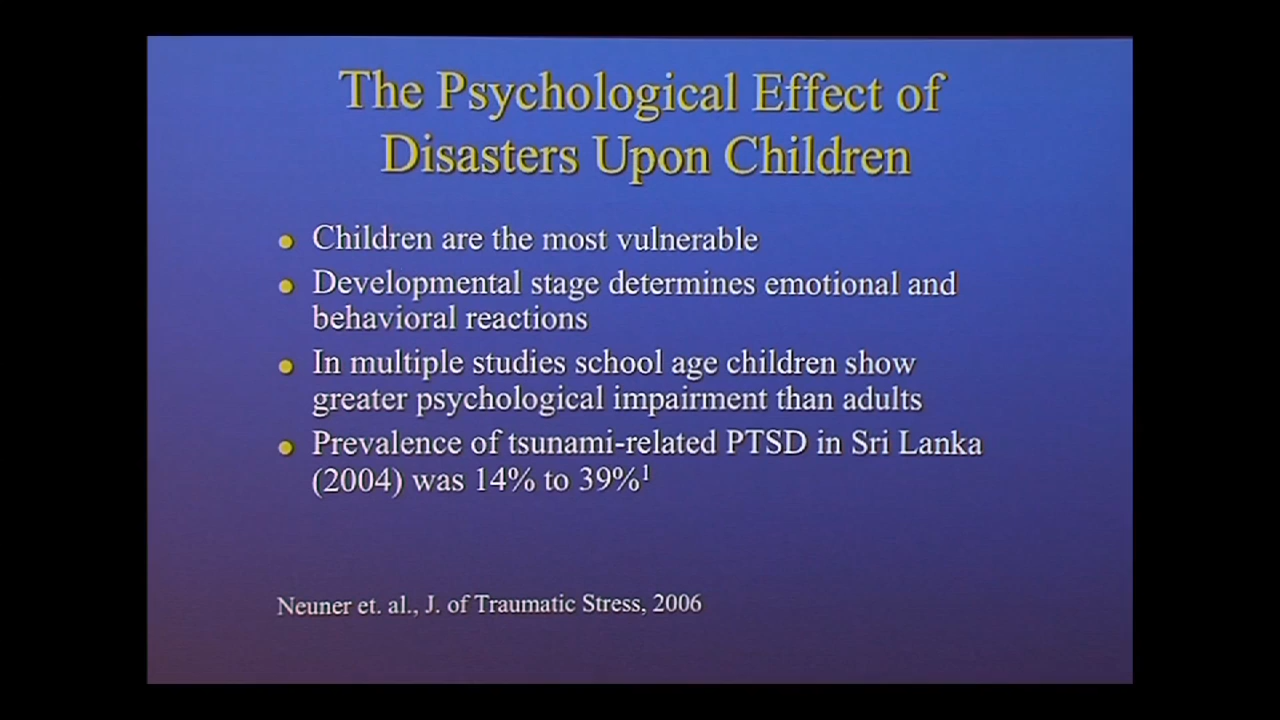 The Psychological Effect of
Disasters Upon Children
Children are the most vulnerable
Developmental stage determines emotional and
behavioral reactions
In multiple studies school age children show
greater psychological impairment than adults
Prevalence of tsunami-related PTSD in Sri Lanka
(2004) was 14% to 39%¹
Neuner et. al., J. of Traumatic Stress, 2006